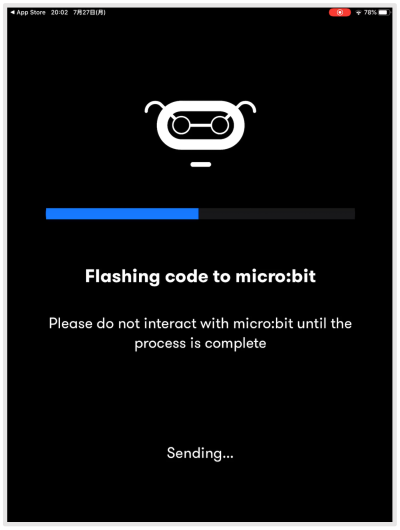 ◀ App Store 20:02 7月27日(月) 78%
Flashing code to micro:bit
Please do not interact with micro:bit until the
process is complete
Sending...